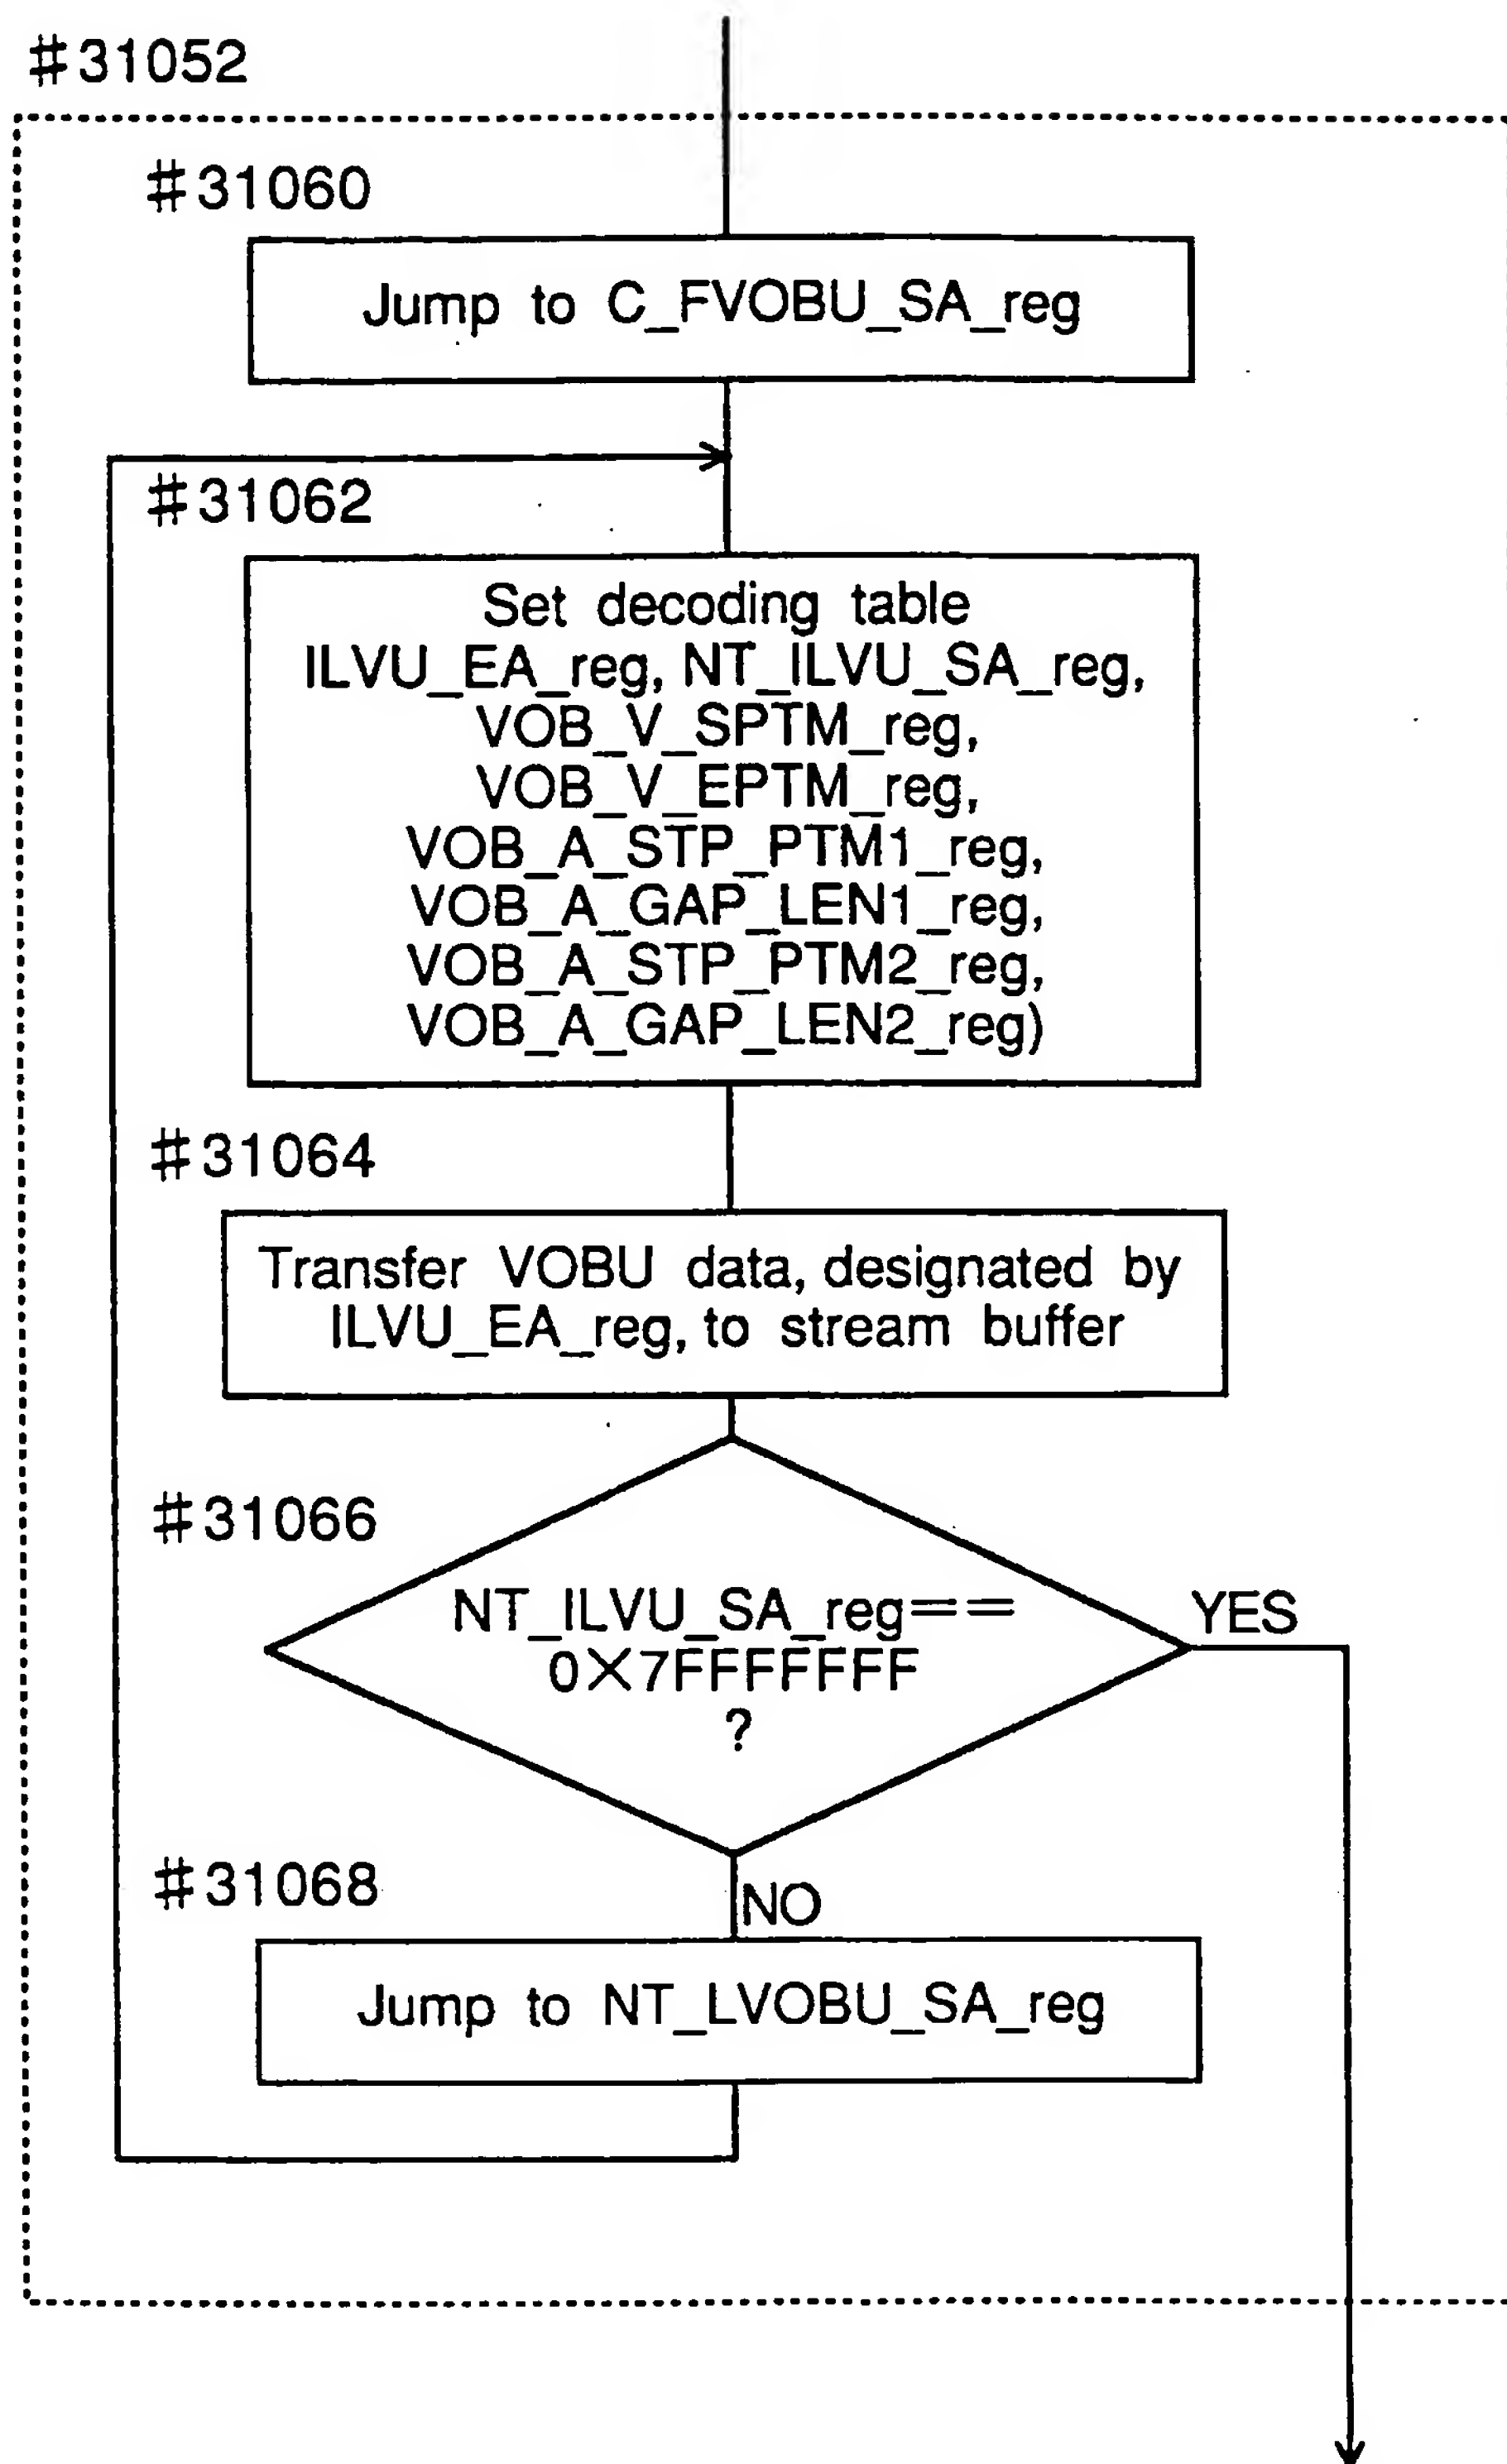 #31052
#31060
Jump to C_FVOBU_SA_reg
#31062
Set decoding table
ILVU_EA_reg, NT_ILVU_SA_reg,
VOB_V_SPTM_reg,
VOB_V_EPTM_reg,
VOB_A_STP_PTM1_reg,
VOB_A_GAP_LEN1_reg,
VOB_A_STP_PTM2_reg,
VOB_A_GAP_LEN2_reg)
#31064
Transfer VOBU data, designated by
ILVU_EA_reg, to stream buffer
#31066
NT_ILVU_SA_reg==
0X7FFFFFFF
?
YES
NO
#31068
Jump to NT_LVOBU_SA_reg